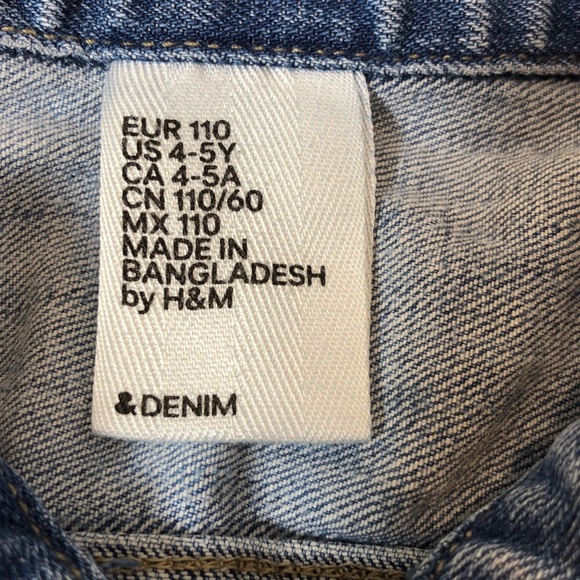 EUR 110
US 4-5Y
CA 4-5A
CN 110/60
MX 110
MADE IN
BANGLADESH
by H&M
&DENIM